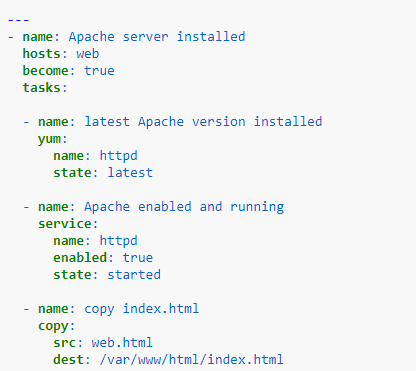 ---
- name: Apache server installed
  hosts: web
  become: true
  tasks:

  - name: latest Apache version installed
    yum:
      name: httpd
      state: latest

  - name: Apache enabled and running
    service:
      name: httpd
      enabled: true
      state: started

  - name: copy index.html
    copy:
      src: web.html
      dest: /var/www/html/index.html